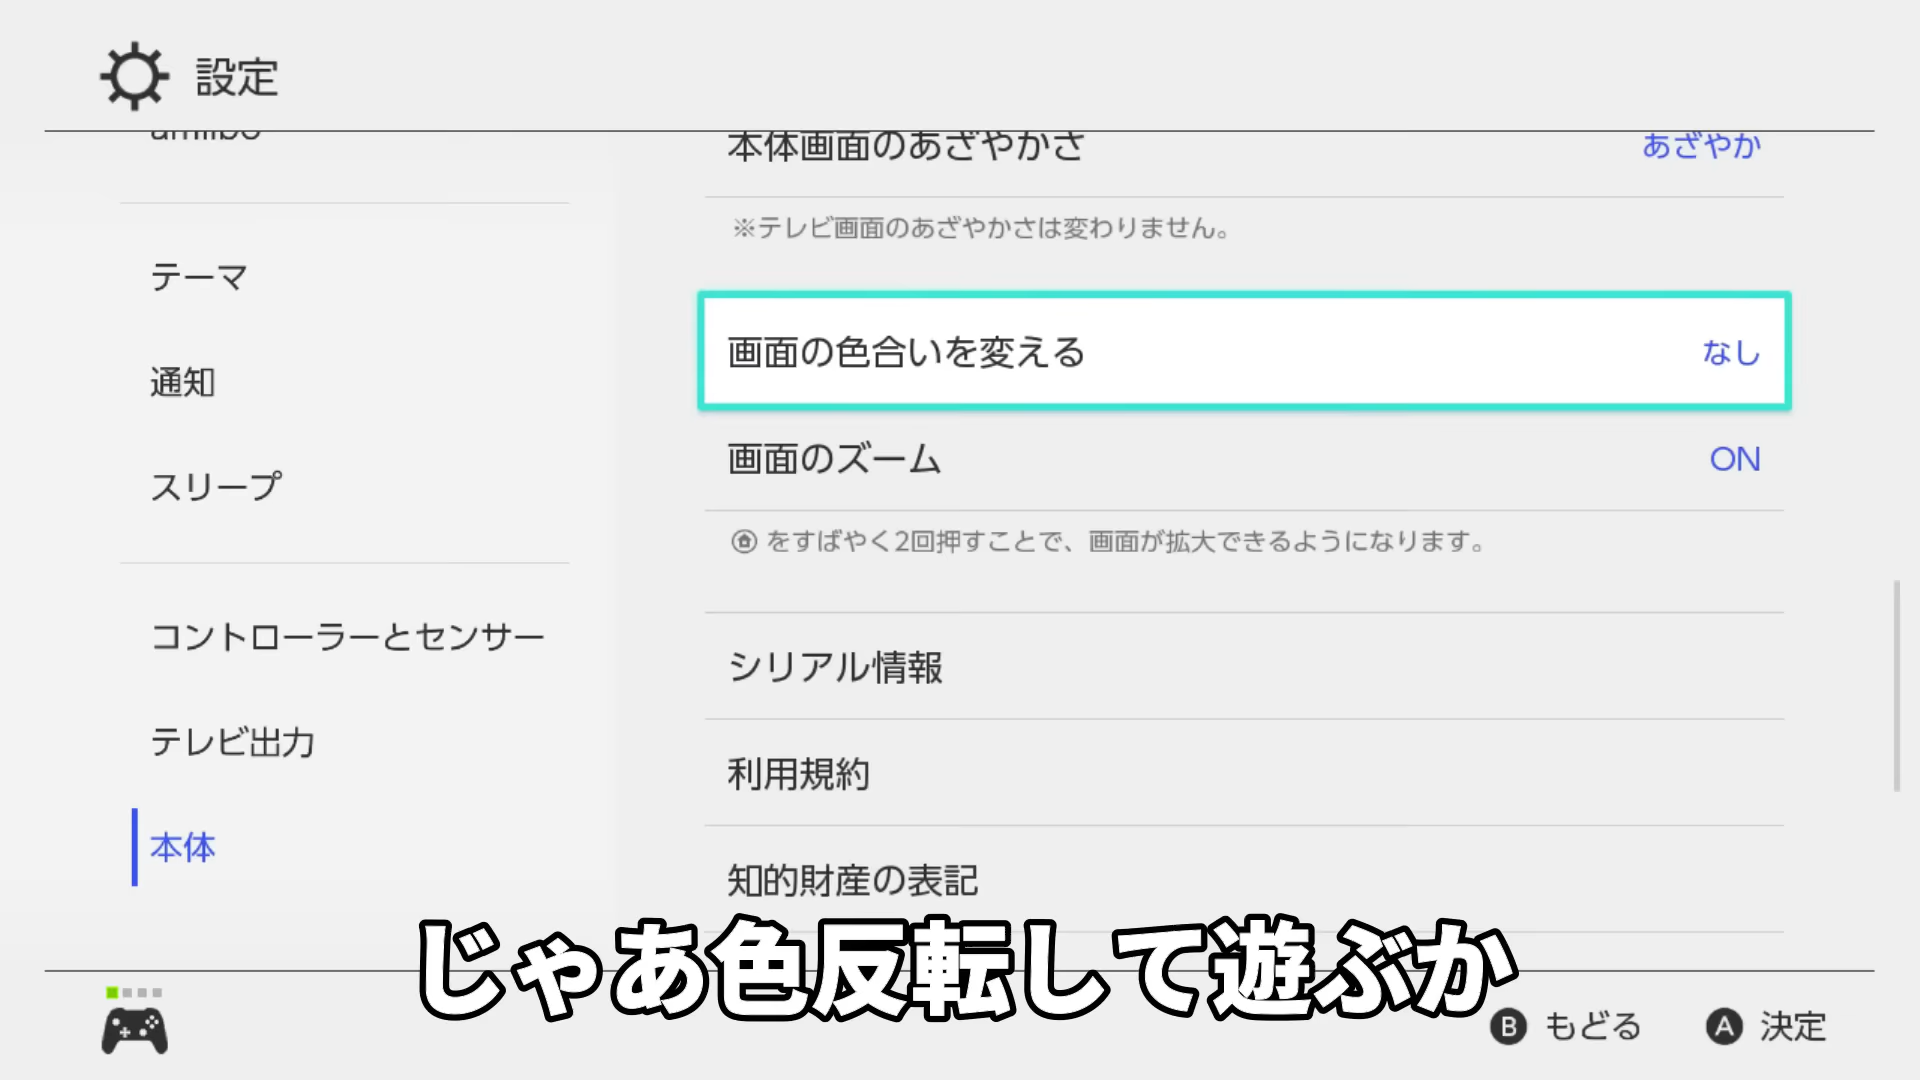 設定
amiibo
テーマ
通知
スリープ
コントローラーとセンサー
テレビ出力
本体
本体画面のあざやかさ あざやか
※テレビ画面のあざやかさは変わりません。
画面の色合いを変える なし
画面のズーム ON
をすばやく2回押すことで、画面が拡大できるようになります。
シリアル情報
利用規約
知的財産の表記
じゃあ色反転して遊ぶか
B もどる A 決定